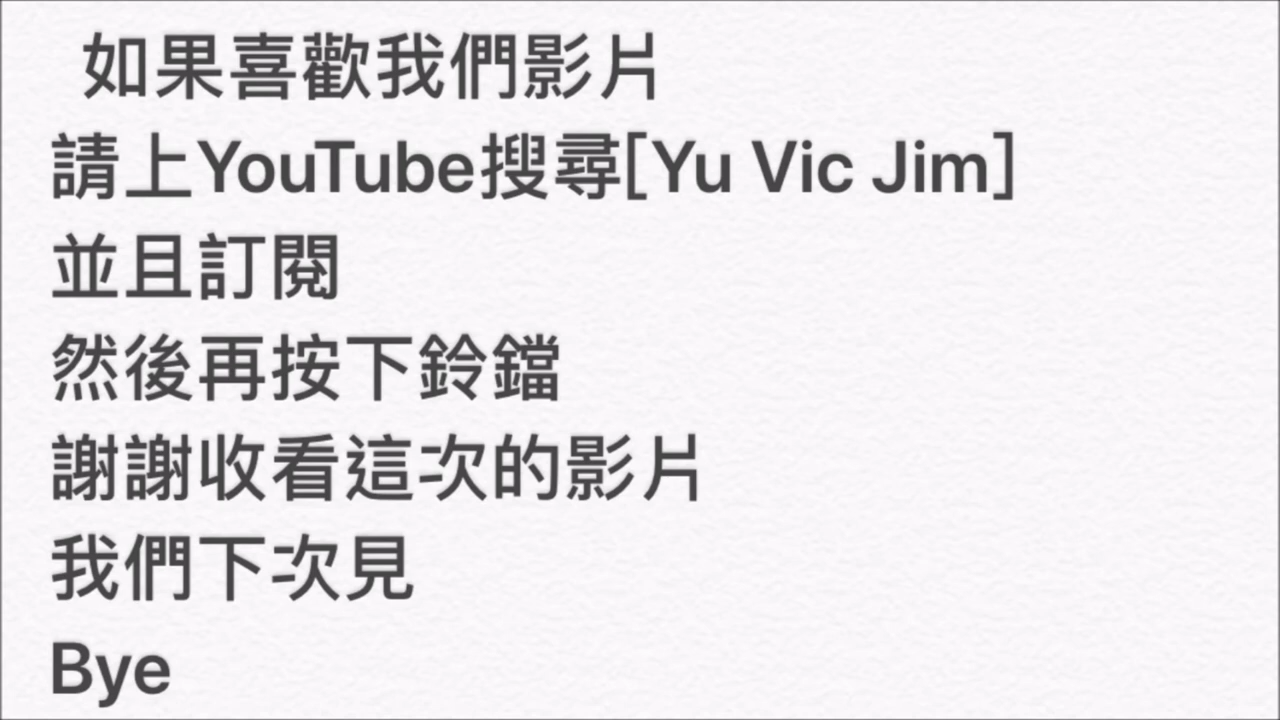 如果喜歡我們影片
請上YouTube搜尋[Yu Vic Jim]
並且訂閱
然後再按下鈴鐺
謝謝收看這次的影片
我們下次見
Bye